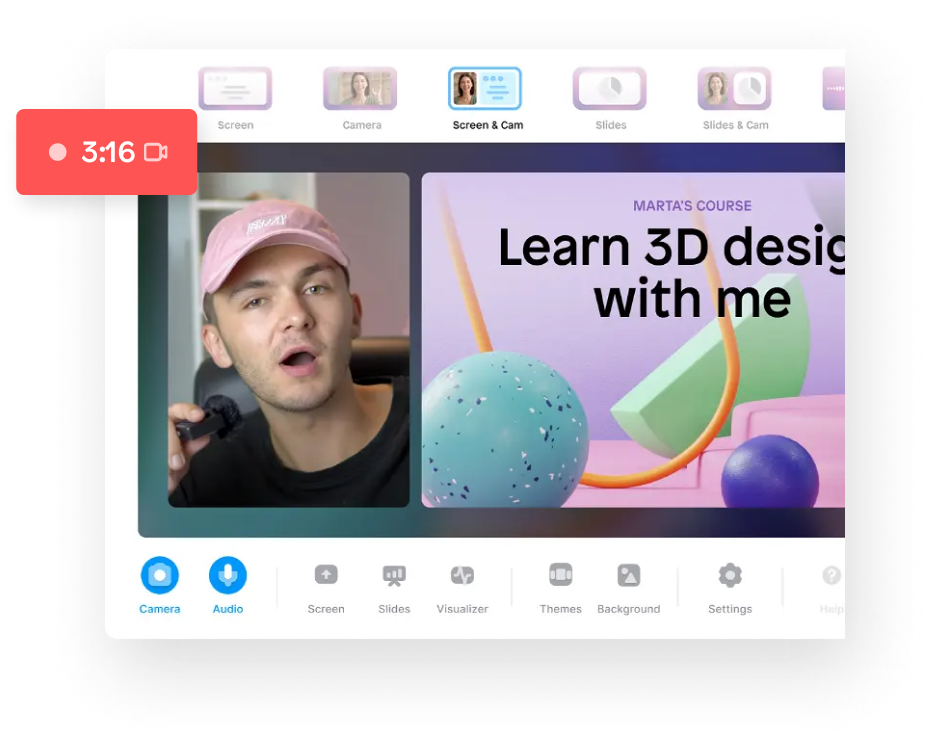 Screen
Camera
Screen & Cam
Slides
Slides & Cam
3:16
MARTA'S COURSE
Learn 3D desig
with me
Camera
Audio
Screen
Slides
Visualizer
Themes
Background
Settings
Help